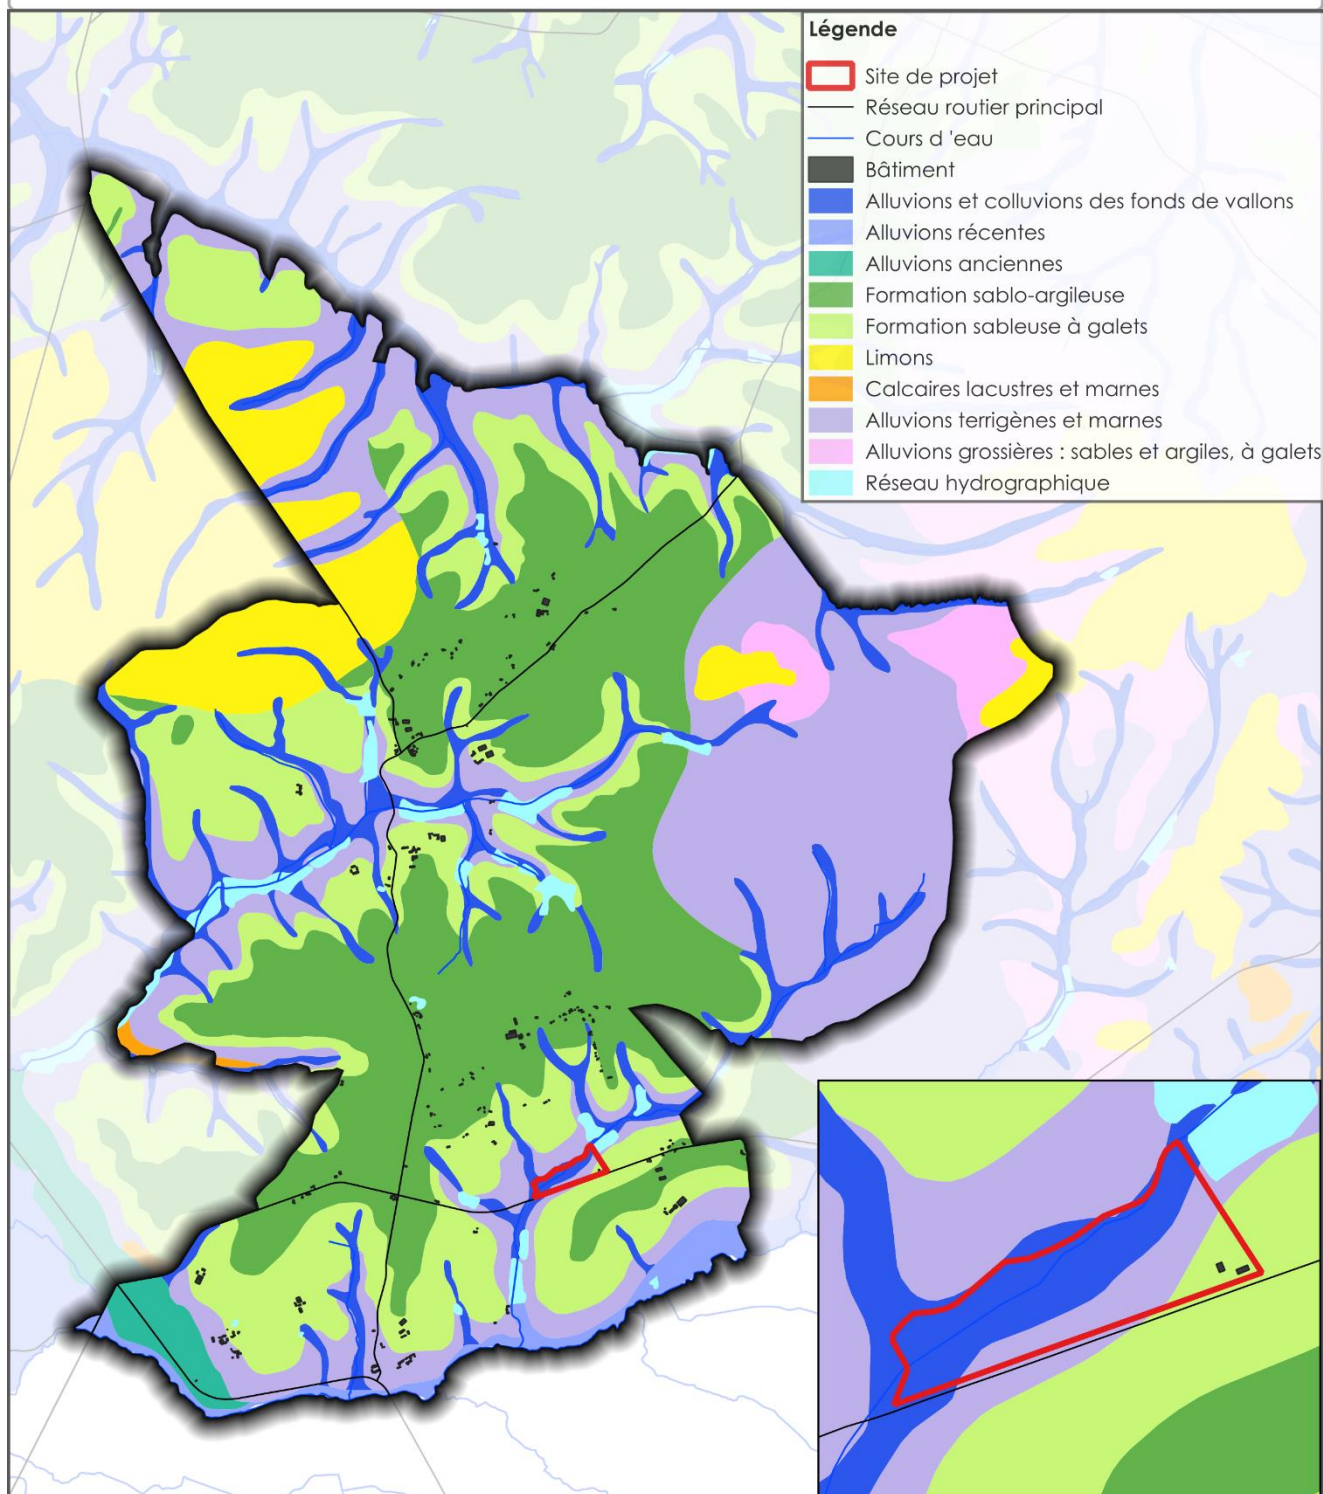 Légende
Site de projet
Réseau routier principal
Cours d 'eau
Bâtiment
Alluvions et colluvions des fonds de vallons
Alluvions récentes
Alluvions anciennes
Formation sablo-argileuse
Formation sableuse à galets
Limons
Calcaires lacustres et marnes
Alluvions terrigènes et marnes
Alluvions grossières : sables et argiles, à galets
Réseau hydrographique